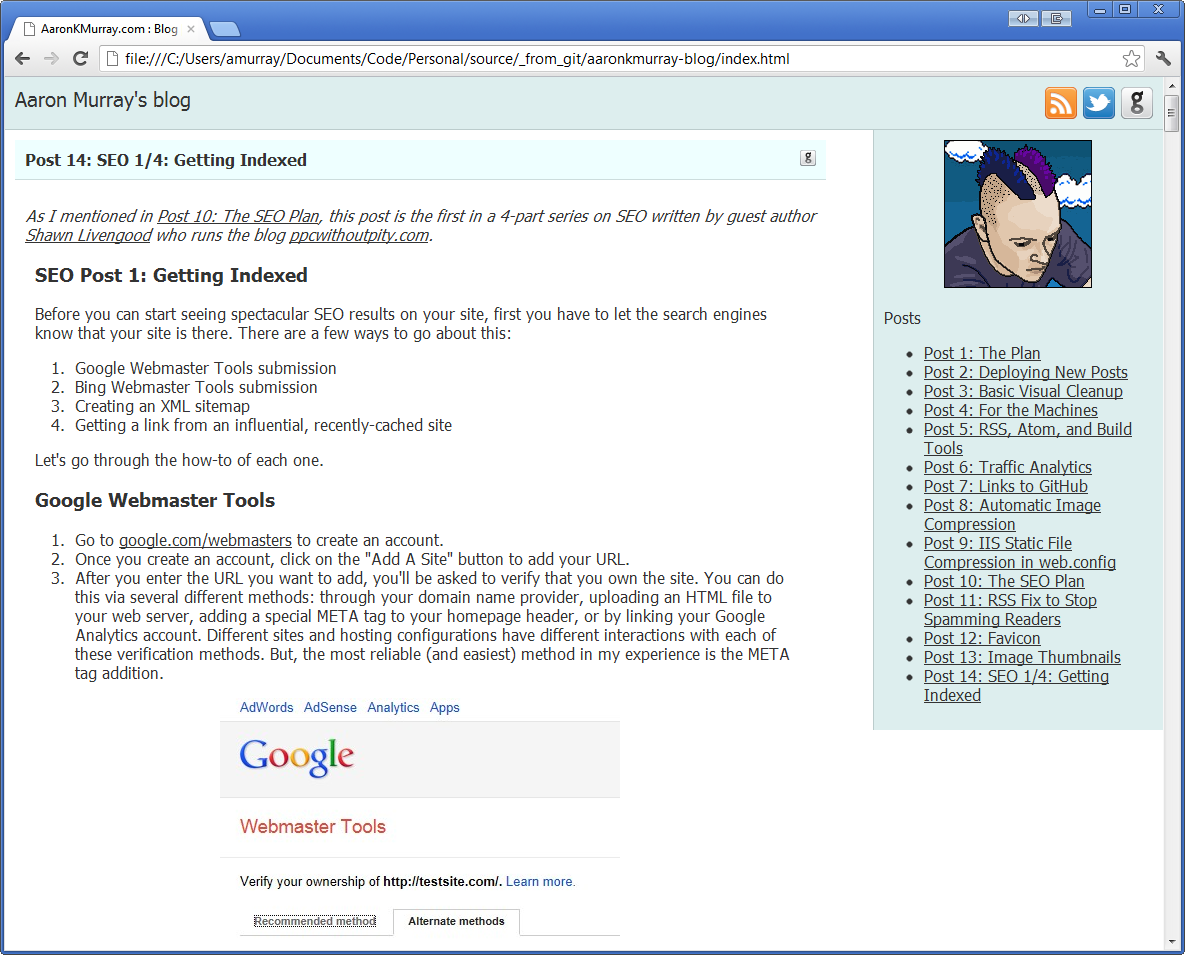 AaronKMurray.com : Blog
file:///C:/Users/amurray/Documents/Code/Personal/source/_from_git/aaronkmurray-blog/index.html
Aaron Murray's blog
g
Post 14: SEO 1/4: Getting Indexed
g
As I mentioned in Post 10: The SEO Plan, this post is the first in a 4-part series on SEO written by guest author
Shawn Livengood who runs the blog ppcwithoutpity.com.
SEO Post 1: Getting Indexed
Before you can start seeing spectacular SEO results on your site, first you have to let the search engines
know that your site is there. There are a few ways to go about this:
1. Google Webmaster Tools submission
2. Bing Webmaster Tools submission
3. Creating an XML sitemap
4. Getting a link from an influential, recently-cached site
Let's go through the how-to of each one.
Google Webmaster Tools
1. Go to google.com/webmasters to create an account.
2. Once you create an account, click on the "Add A Site" button to add your URL.
3. After you enter the URL you want to add, you'll be asked to verify that you own the site. You can do
this via several different methods: through your domain name provider, uploading an HTML file to
your web server, adding a special META tag to your homepage header, or by linking your Google
Analytics account. Different sites and hosting configurations have different interactions with each of
these verification methods. But, the most reliable (and easiest) method in my experience is the META
tag addition.
AdWords AdSense Analytics Apps
Google
Webmaster Tools
Verify your ownership of http://testsite.com/. Learn more.
Recommended method Alternate methods
Posts
Post 1: The Plan
Post 2: Deploying New Posts
Post 3: Basic Visual Cleanup
Post 4: For the Machines
Post 5: RSS, Atom, and Build
Tools
Post 6: Traffic Analytics
Post 7: Links to GitHub
Post 8: Automatic Image
Compression
Post 9: IIS Static File
Compression in web.config
Post 10: The SEO Plan
Post 11: RSS Fix to Stop
Spamming Readers
Post 12: Favicon
Post 13: Image Thumbnails
Post 14: SEO 1/4: Getting
Indexed